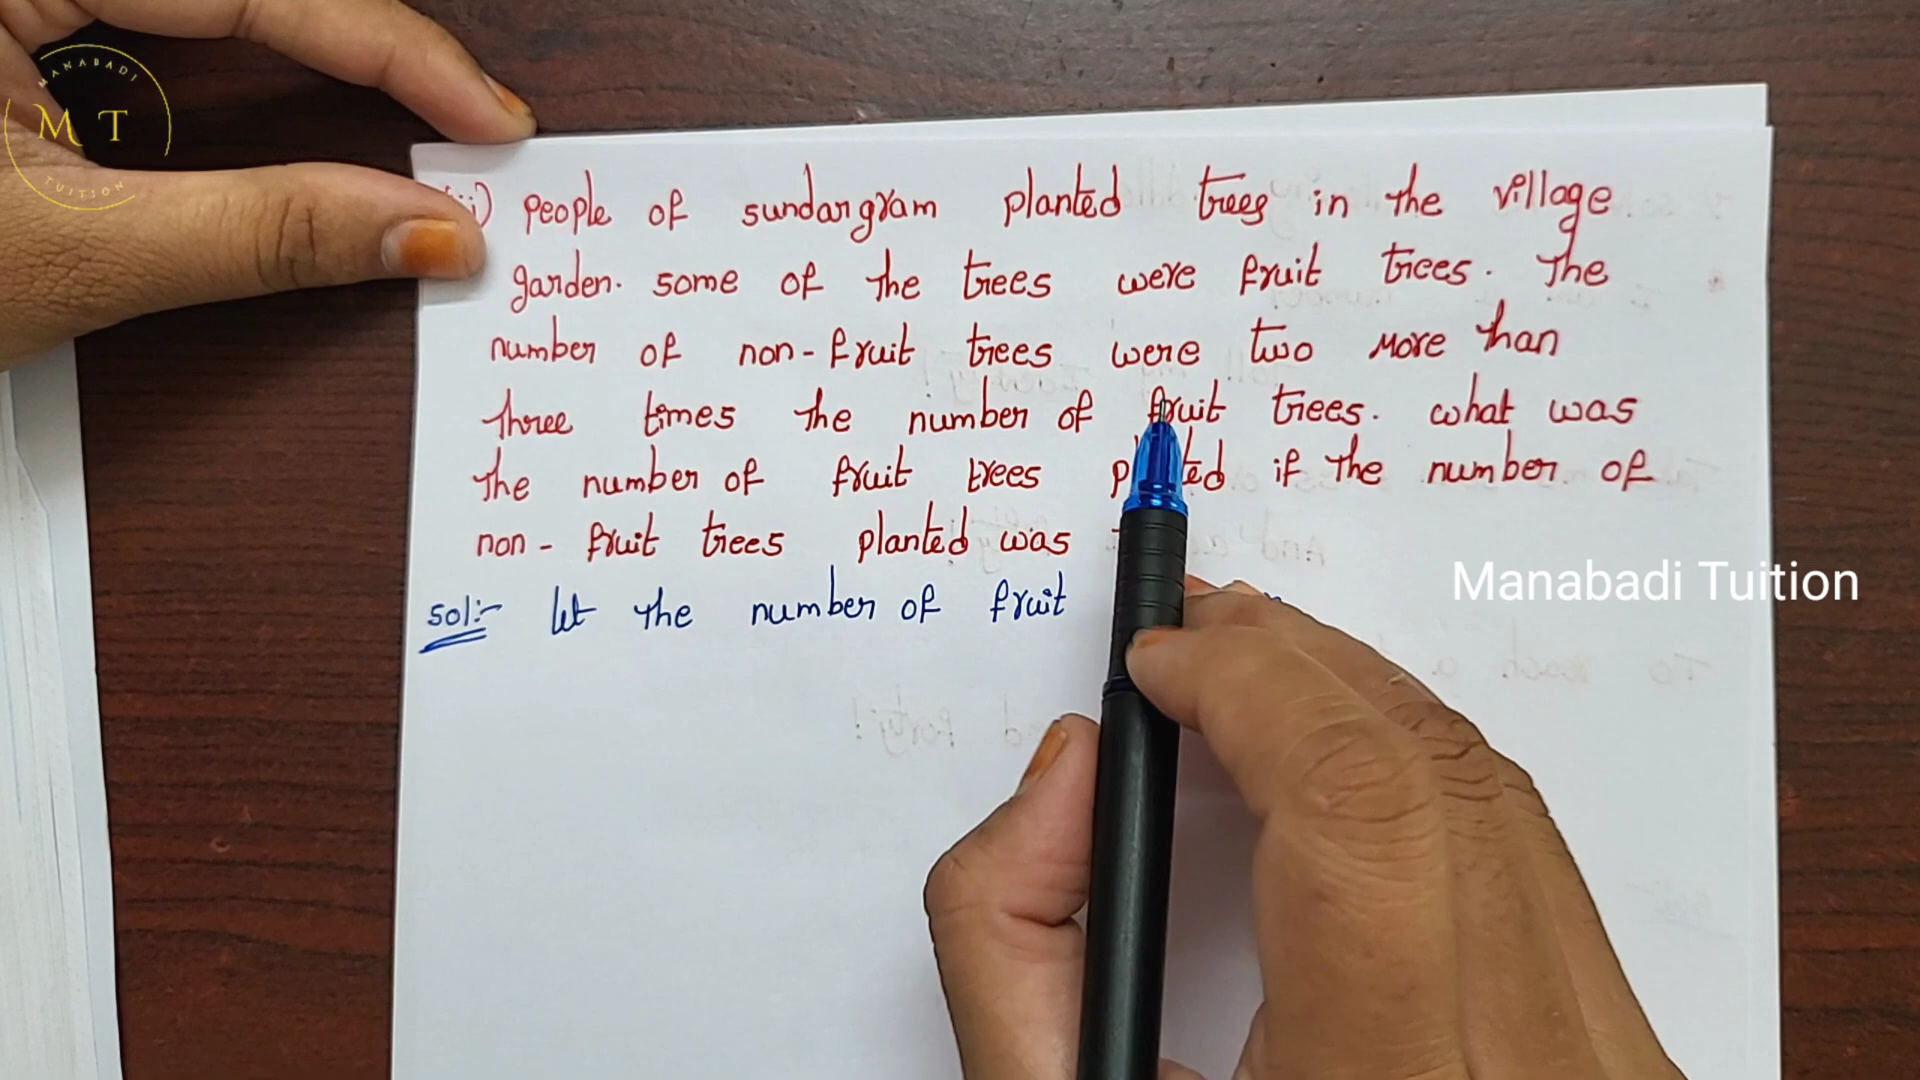 MANABADI
M T
TUITION
ii) people of sundargram planted trees in the village
garden. some of the trees were fruit trees. The
number of non-fruit trees were two more than
three times the number of fruit trees. what was
the number of fruit trees if the number of
non-fruit trees planted was
Manabadi Tuition
sol:- let the number of fruit